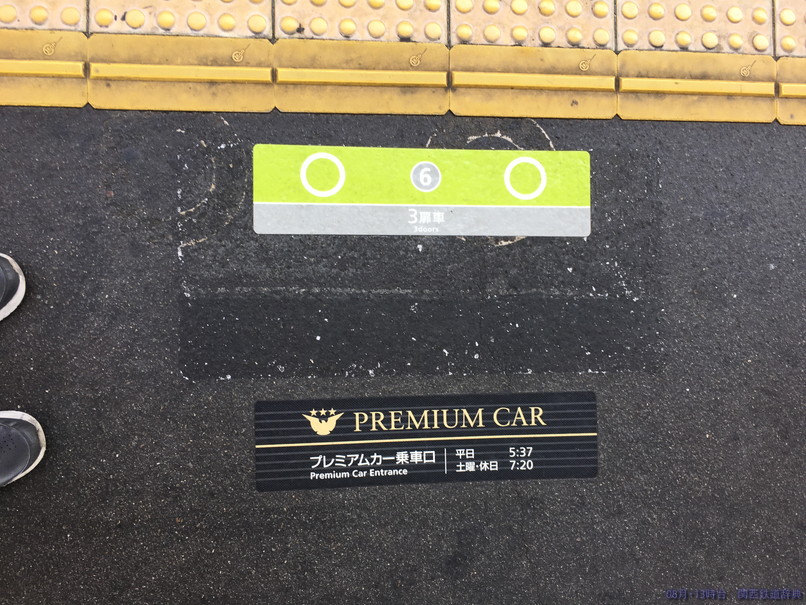 6
3扉車
3doors
PREMIUM CAR
プレミアムカー乗車口
Premium Car Entrance
平日 5:37
土曜・休日 7:20